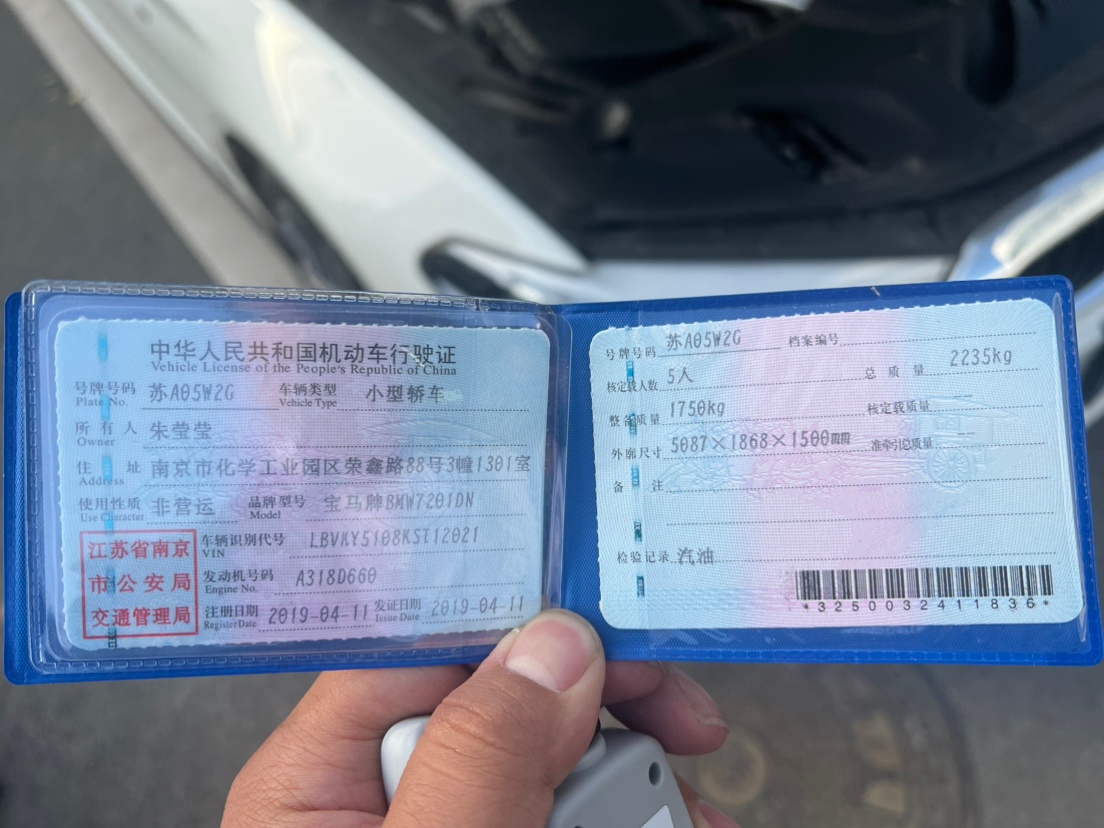 中华人民共和国机动车行驶证
Vehicle License of the People's Republic of China
号牌号码 苏A05W2G 车辆类型 小型轿车
Plate No. Vehicle Type
所有人 朱莹莹
Owner
住址 南京市化学工业园区荣鑫路88号3幢1301室
Address
使用性质 非营运 品牌型号 宝马牌BMW7201DN
Use Character Model
江苏省南京
市公安局
交通管理局
车辆识别代号 LBVKY5108KST12021
VIN
发动机号码 A318D660
Engine No.
注册日期 2019-04-11 发证日期 2019-04-11
Register Date Issue Date
号牌号码 苏A05W2G 档案编号
核定载人数 5人 总质量 2235kg
整备质量 1750kg 核定载质量 --
外廓尺寸 5087×1868×1500mm 准牵引总质量 --
备注
检验记录 汽油
*3250032411836*